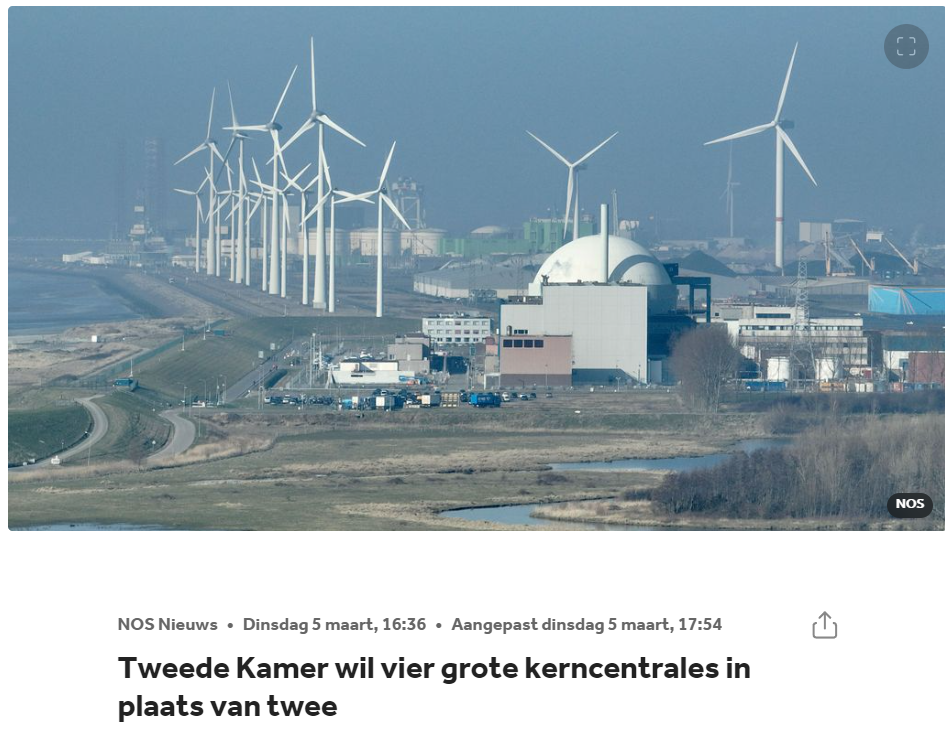 NOS
NOS Nieuws • Dinsdag 5 maart, 16:36 • Aangepast dinsdag 5 maart, 17:54
Tweede Kamer wil vier grote kerncentrales in
plaats van twee